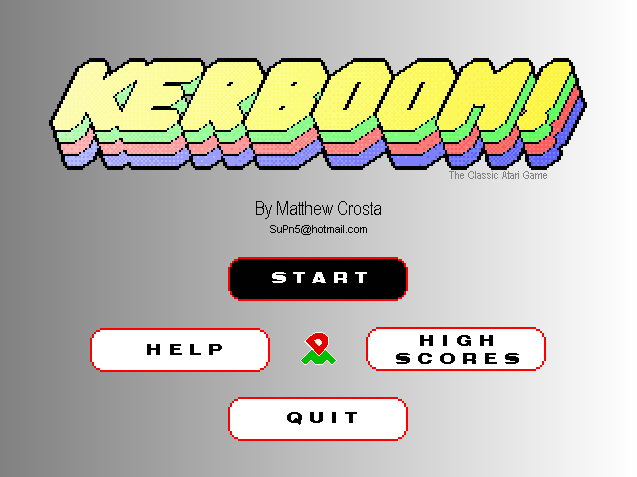 KERBOOM!
The Classic Atari Game
By Matthew Crosta
SuPn5@hotmail.com
START
HELP
HIGH
SCORES
QUIT